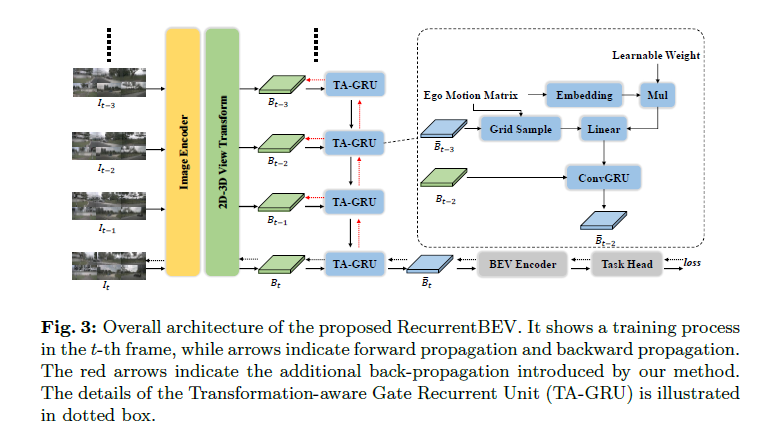 Learnable Weight
Image Encoder
2D-3D View Transform
I_{t-3}
B_{t-3}
TA-GRU
Ego Motion Matrix
Embedding
Mul
I_{t-2}
B_{t-2}
TA-GRU
B̄_{t-3}
Grid Sample
Linear
I_{t-1}
B_{t-1}
TA-GRU
B_{t-2}
ConvGRU
B̄_{t-2}
I_t
B_t
TA-GRU
B̄_t
BEV Encoder
Task Head
loss
Fig. 3: Overall architecture of the proposed RecurrentBEV. It shows a training process
in the t-th frame, while arrows indicate forward propagation and backward propagation.
The red arrows indicate the additional back-propagation introduced by our method.
The details of the Transformation-aware Gate Recurrent Unit (TA-GRU) is illustrated
in dotted box.